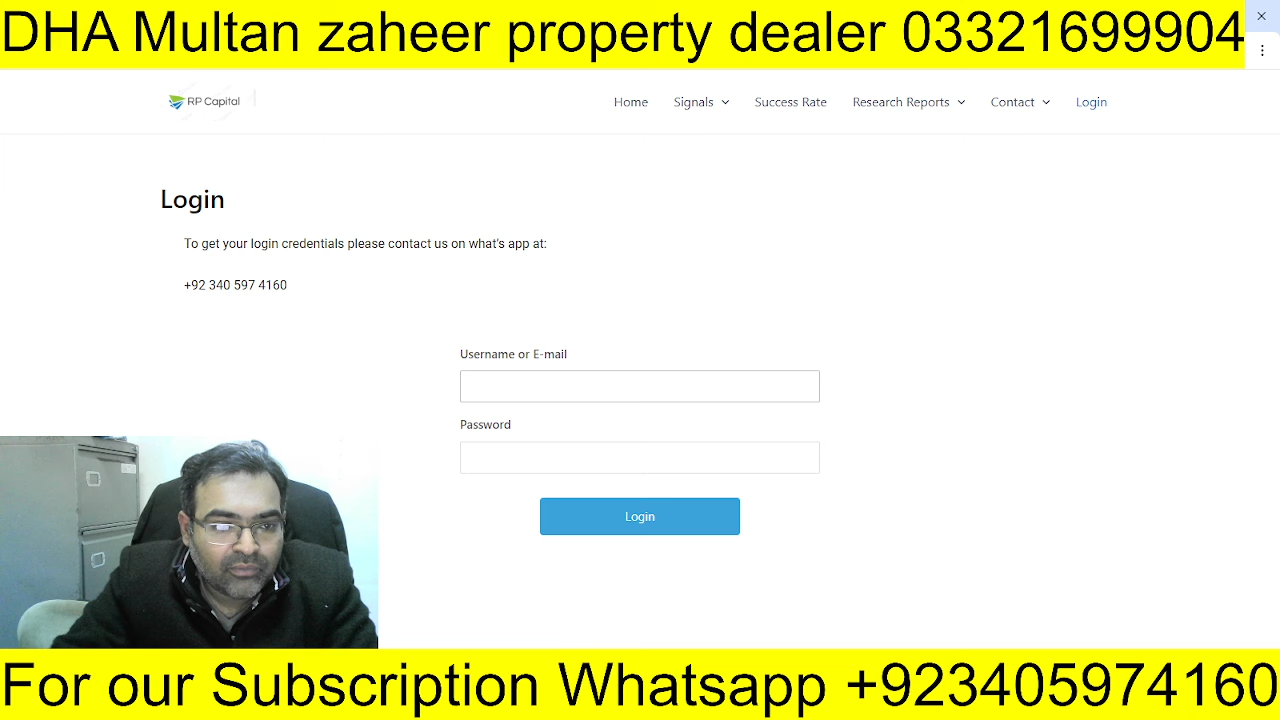 DHA Multan zaheer property dealer 03321699904
RP Capital
Home Signals Success Rate Research Reports Contact Login
Login
To get your login credentials please contact us on what's app at:
+92 340 597 4160
Username or E-mail
Password
Login
For our Subscription Whatsapp +923405974160